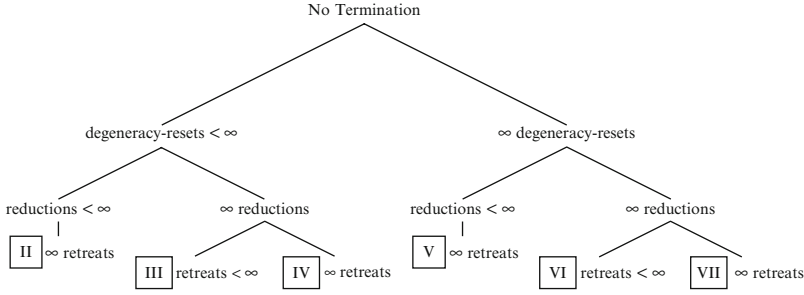 No Termination
degeneracy-resets < ∞
∞ degeneracy-resets
reductions < ∞
∞ reductions
reductions < ∞
∞ reductions
II ∞ retreats
V ∞ retreats
III retreats < ∞
IV ∞ retreats
VI retreats < ∞
VII ∞ retreats